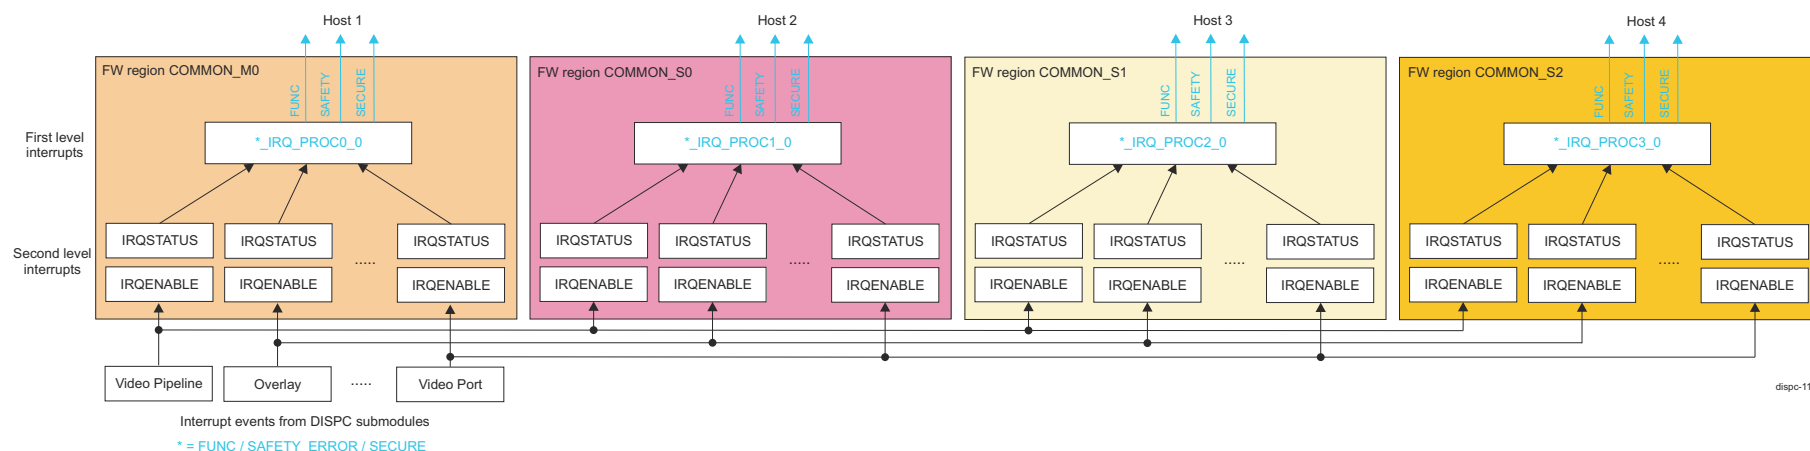 Host 1
Host 2
Host 3
Host 4
FW region COMMON_M0
FW region COMMON_S0
FW region COMMON_S1
FW region COMMON_S2
FUNC
SAFETY
SECURE
FUNC
SAFETY
SECURE
FUNC
SAFETY
SECURE
FUNC
SAFETY
SECURE
First level
interrupts
*_IRQ_PROC0_0
*_IRQ_PROC1_0
*_IRQ_PROC2_0
*_IRQ_PROC3_0
Second level
interrupts
IRQSTATUS
IRQSTATUS
.....
IRQSTATUS
IRQSTATUS
IRQSTATUS
.....
IRQSTATUS
IRQSTATUS
IRQSTATUS
.....
IRQSTATUS
IRQSTATUS
IRQSTATUS
.....
IRQSTATUS
IRQENABLE
IRQENABLE
IRQENABLE
IRQENABLE
IRQENABLE
IRQENABLE
IRQENABLE
IRQENABLE
IRQENABLE
IRQENABLE
IRQENABLE
IRQENABLE
Video Pipeline
Overlay
.....
Video Port
dispc-11
Interrupt events from DISPC submodules
* = FUNC / SAFETY_ERROR / SECURE